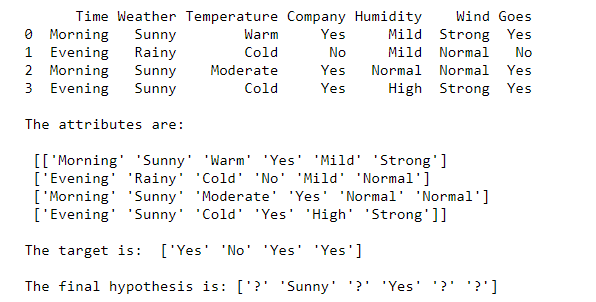 Time Weather Temperature Company Humidity Wind Goes
0 Morning Sunny Warm Yes Mild Strong Yes
1 Evening Rainy Cold No Mild Normal No
2 Morning Sunny Moderate Yes Normal Normal Yes
3 Evening Sunny Cold Yes High Strong Yes
The attributes are:
[['Morning' 'Sunny' 'Warm' 'Yes' 'Mild' 'Strong']
['Evening' 'Rainy' 'Cold' 'No' 'Mild' 'Normal']
['Morning' 'Sunny' 'Moderate' 'Yes' 'Normal' 'Normal']
['Evening' 'Sunny' 'Cold' 'Yes' 'High' 'Strong']]
The target is: ['Yes' 'No' 'Yes' 'Yes']
The final hypothesis is: ['?' 'Sunny' '?' 'Yes' '?' '?']